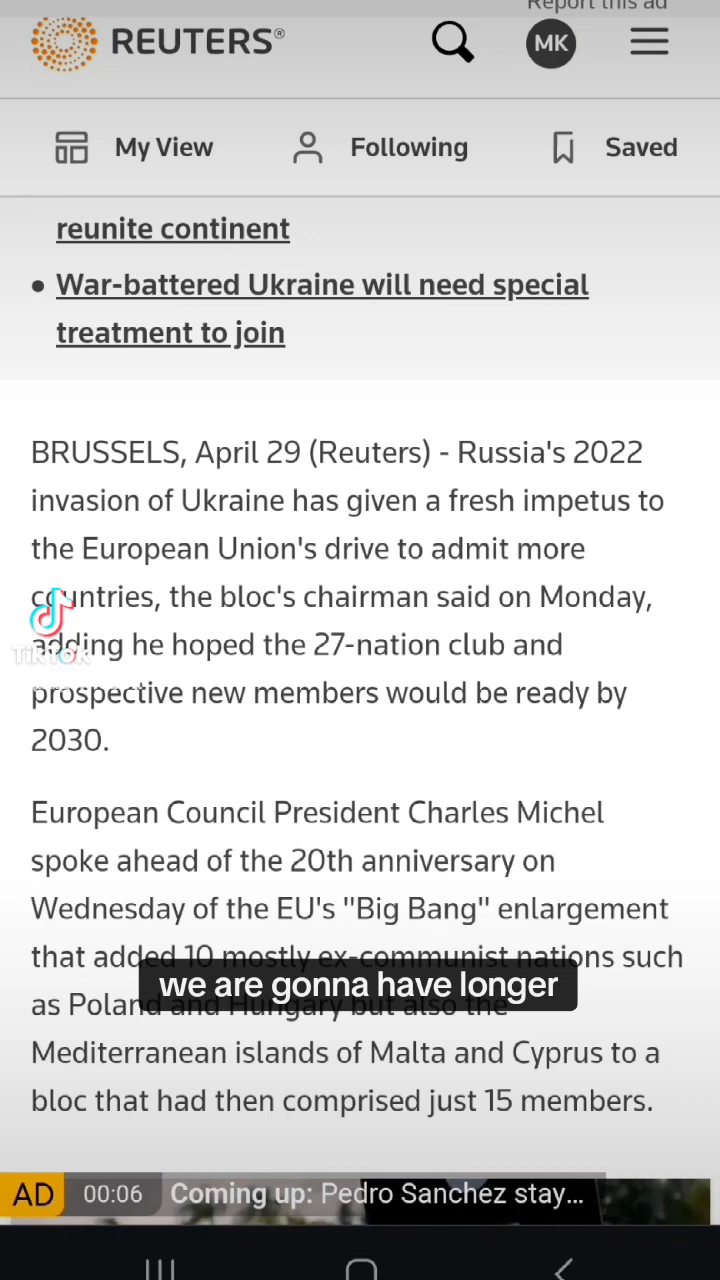 Report this ad
REUTERS®
MK
My View
Following
Saved
reunite continent
• War-battered Ukraine will need special
treatment to join
BRUSSELS, April 29 (Reuters) - Russia's 2022
invasion of Ukraine has given a fresh impetus to
the European Union's drive to admit more
countries, the bloc's chairman said on Monday,
adding he hoped the 27-nation club and
TikTok
prospective new members would be ready by
2030.
European Council President Charles Michel
spoke ahead of the 20th anniversary on
Wednesday of the EU's "Big Bang" enlargement
that added 10 mostly ex-communist nations such
we are gonna have longer
as Poland and Hungary but also the
Mediterranean islands of Malta and Cyprus to a
bloc that had then comprised just 15 members.
AD 00:06 Coming up: Pedro Sanchez stay...